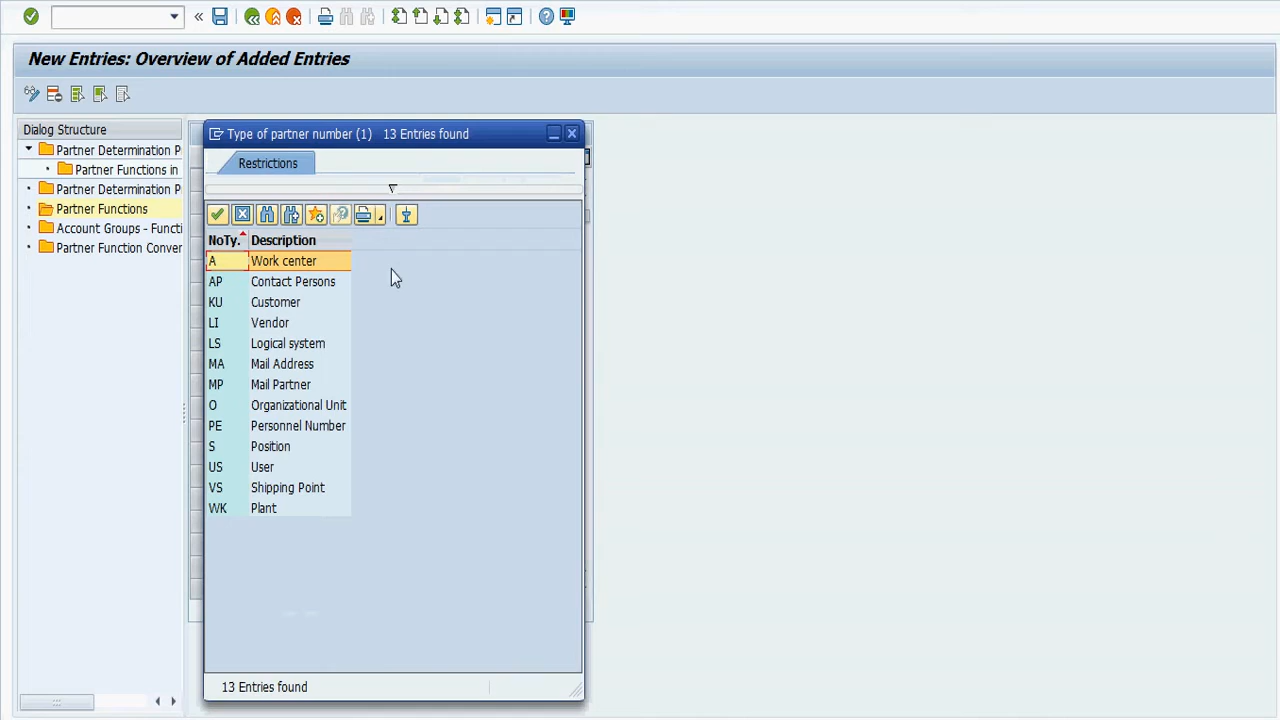 New Entries: Overview of Added Entries
Dialog Structure
Partner Determination P
Partner Functions in
Partner Determination P
Partner Functions
Account Groups - Functi
Partner Function Conver
Type of partner number (1) 13 Entries found
Restrictions
NoTy. Description
A Work center
AP Contact Persons
KU Customer
LI Vendor
LS Logical system
MA Mail Address
MP Mail Partner
O Organizational Unit
PE Personnel Number
S Position
US User
VS Shipping Point
WK Plant
13 Entries found